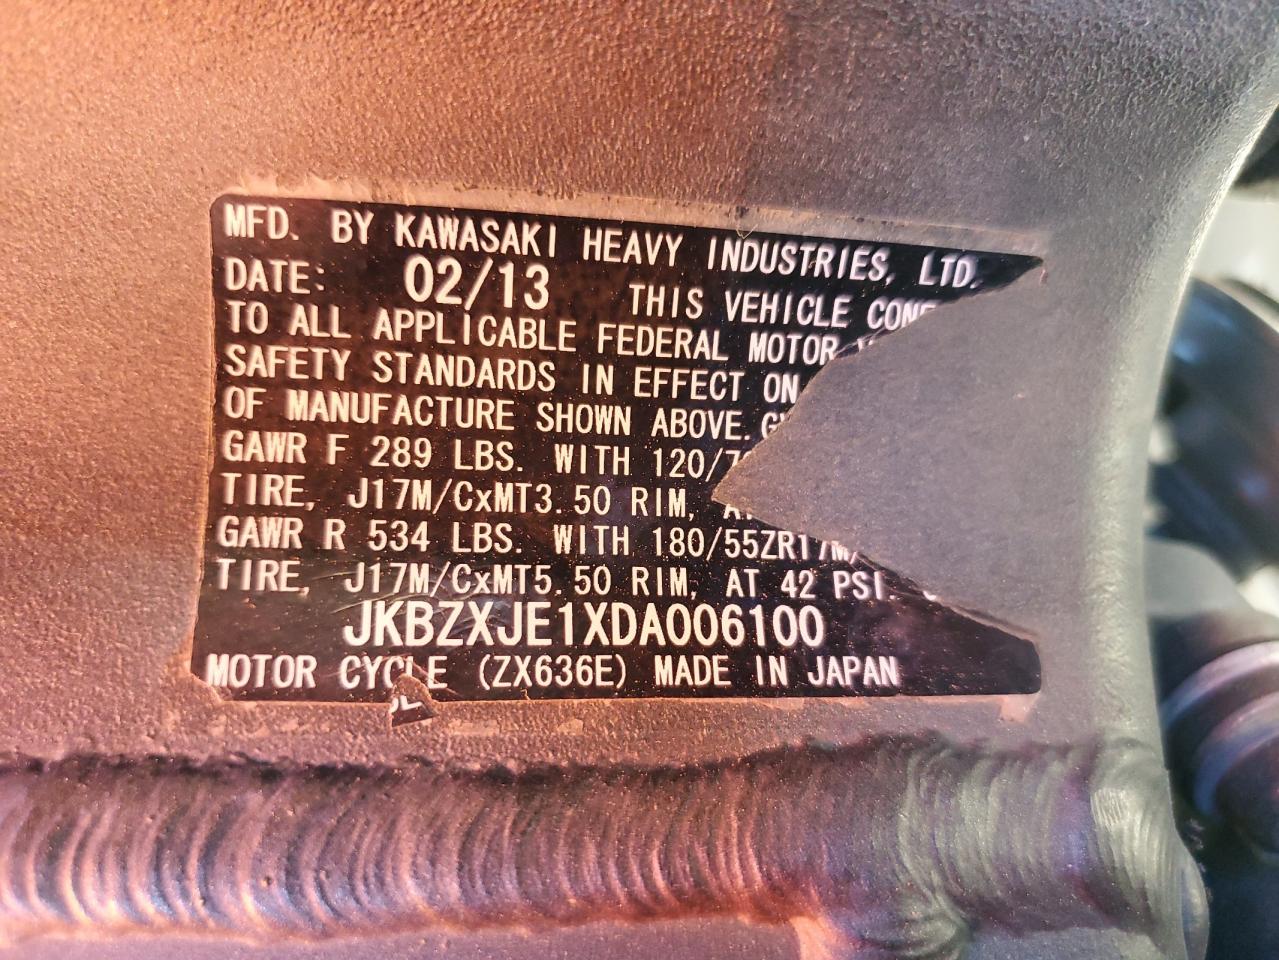 MFD. BY KAWASAKI HEAVY INDUSTRIES, LTD.
DATE: 02/13 THIS VEHICLE
TO ALL APPLICABLE FEDERAL MOTOR
SAFETY STANDARDS IN EFFECT ON
OF MANUFACTURE SHOWN ABOVE.
GAWR F 289 LBS. WITH
TIRE, J17M/CxMT3.50 RIM,
GAWR R 534 LBS. WITH 180/55ZR17M/
TIRE, J17M/CxMT5.50 RIM, AT 42 PSI.
JKBZXJE1XDA006100
MOTOR CYCLE (ZX636E) MADE IN JAPAN